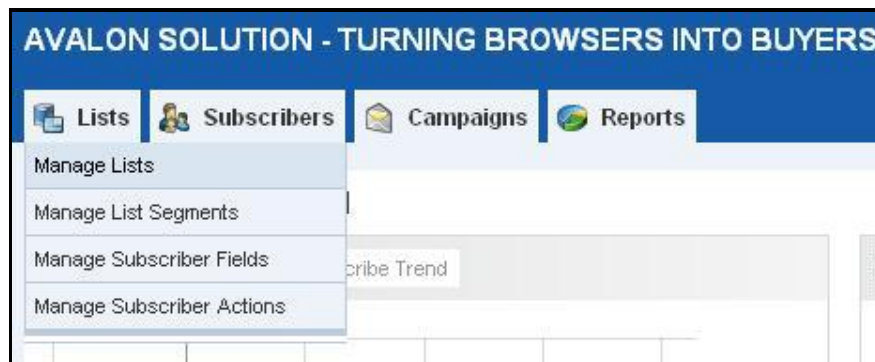 AVALON SOLUTION - TURNING BROWSERS INTO BUYERS
Lists Subscribers Campaigns Reports
Manage Lists
Manage List Segments
Manage Subscriber Fields
Trend
Manage Subscriber Actions